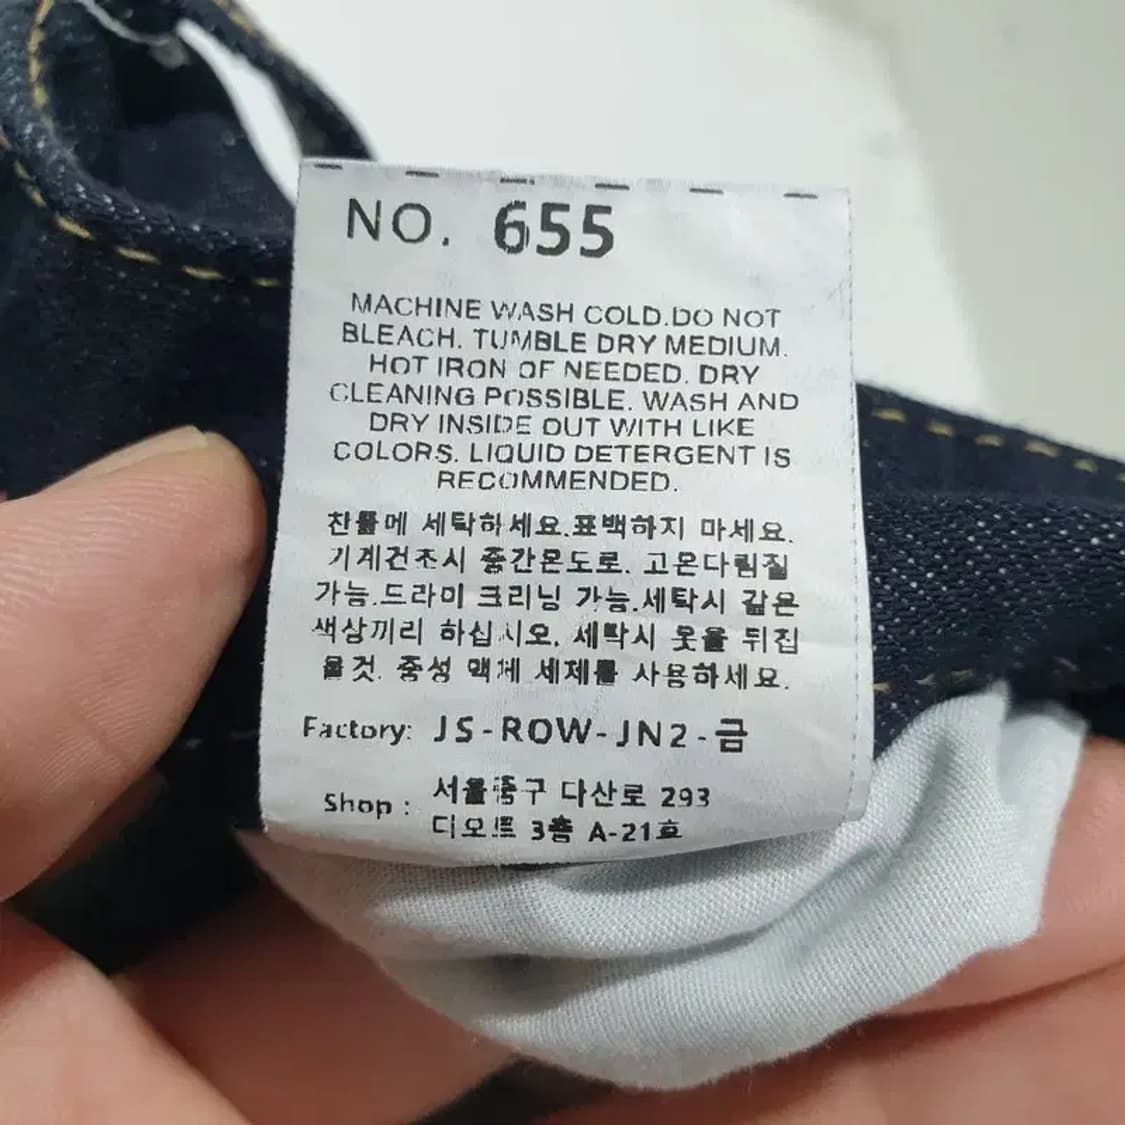 NO. 655
MACHINE WASH COLD.DO NOT
BLEACH. TUMBLE DRY MEDIUM.
HOT IRON OF NEEDED. DRY
CLEANING POSSIBLE. WASH AND
DRY INSIDE OUT WITH LIKE
COLORS. LIQUID DETERGENT IS
RECOMMENDED.
찬물에 세탁하세요.표백하지 마세요.
기계건조시 중간온도로. 고온다림질
가능.드라이 크리닝 가능.세탁시 같은
색상끼리 하십시오. 세탁시 옷을 뒤집
을것. 중성 액체 세제를 사용하세요.
Factory: JS-ROW-JN2-금
Shop : 서울중구 다산로 293
디오트 3층 A-21호